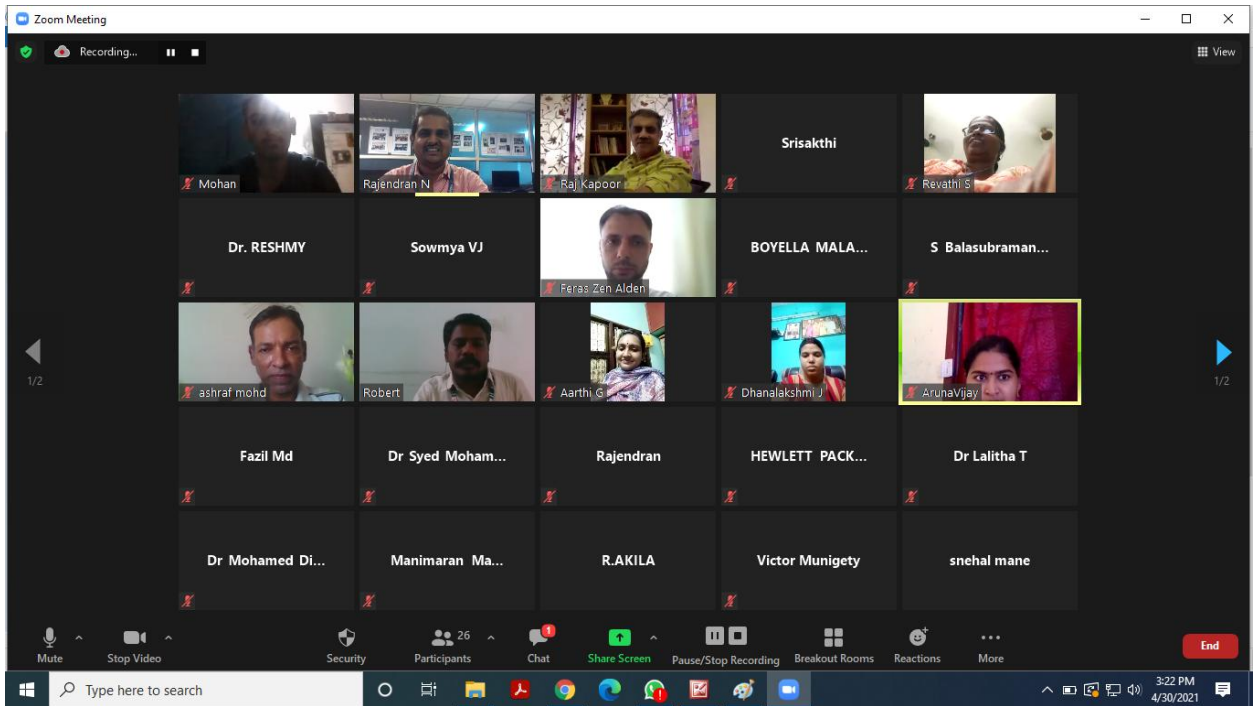 Zoom Meeting
Recording...
View
Mohan
Rajendran N
Raj Kapoor
Srisakthi
Revathi S
Dr. RESHMY
Sowmya VJ
Feras Zen Alden
BOYELLA MALA...
S Balasubraman...
ashraf mohd
Robert
Aarthi G
Dhanalakshmi J
ArunaVijay
1/2
1/2
Fazil Md
Dr Syed Moham...
Rajendran
HEWLETT PACK...
Dr Lalitha T
Dr Mohamed Di...
Manimaran Ma...
R.AKILA
Victor Munigety
snehal mane
Mute
Stop Video
Security
26
Participants
1
Chat
Share Screen
Pause/Stop Recording
Breakout Rooms
Reactions
More
End
Type here to search
3:22 PM
4/30/2021